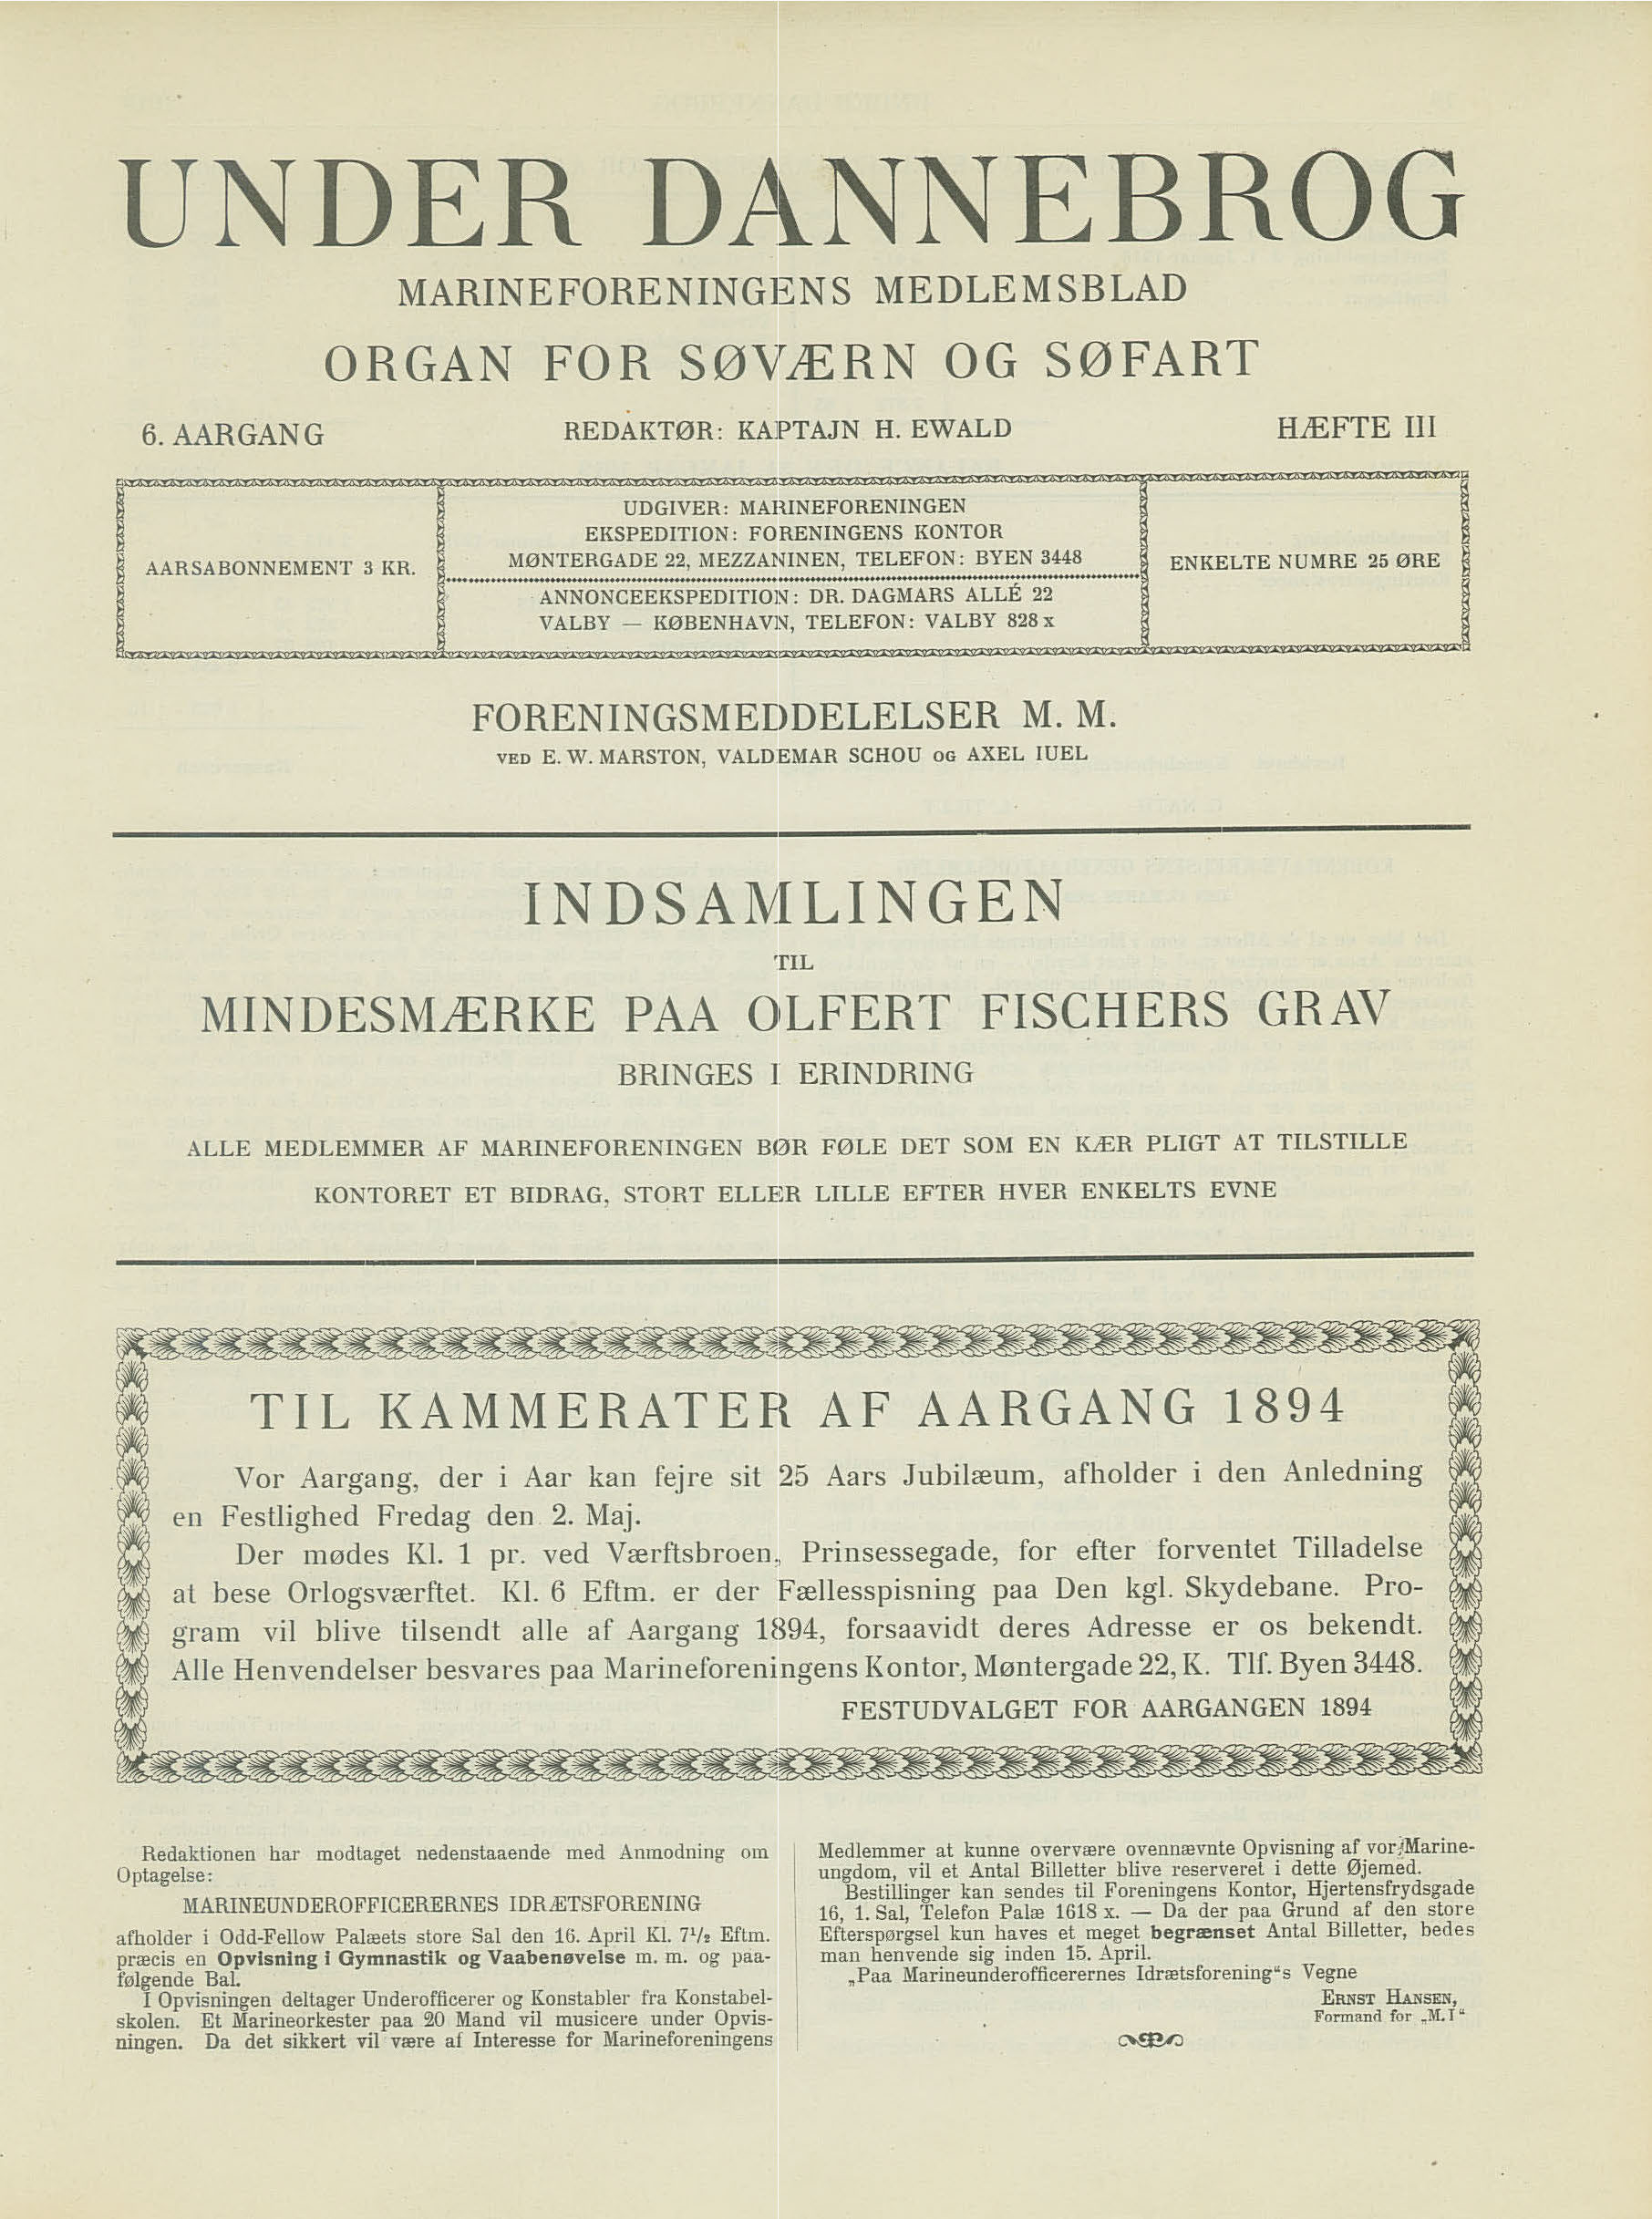 UNDER DANNEBROG
MARINEFORENINGENS MEDLEMSBLAD
ORGAN FOR SØVÆRN OG SØFART
6. AARGANG
REDAKTØR: KAPTAJN H. EWALD
HÆFTE III
AARSABONNEMENT 3 KR.
UDGIVER: MARINEFORENINGEN
EKSPEDITION: FORENINGENS KONTOR
MØNTERGADE 22, MEZZANINEN, TELEFON: BYEN 3448
ANNONCEEKSPEDITION: DR. DAGMARS ALLÉ 22
VALBY — KØBENHAVN, TELEFON: VALBY 828 x
ENKELTE NUMRE 25 ØRE
FORENINGSMEDDELELSER M. M.
VED E. W. MARSTON, VALDEMAR SCHOU OG AXEL IUEL
INDSAMLINGEN
TIL
MINDESMÆRKE PAA OLFERT FISCHERS GRAV
BRINGES I ERINDRING
ALLE MEDLEMMER AF MARINEFORENINGEN BØR FØLE DET SOM EN KÆR PLIGT AT TILSTILLE
KONTORET ET BIDRAG, STORT ELLER LILLE EFTER HVER ENKELTS EVNE
TIL KAMMERATER AF AARGANG 1894
Vor Aargang, der i Aar kan fejre sit 25 Aars Jubilæum, afholder i den Anledning
en Festlighed Fredag den 2. Maj.
Der mødes Kl. 1 pr. ved Værftsbroen, Prinsessegade, for efter forventet Tilladelse
at bese Orlogsværftet. Kl. 6 Eftm. er der Fællesspisning paa Den kgl. Skydebane. Pro-
gram vil blive tilsendt alle af Aargang 1894, forsaavidt deres Adresse er os bekendt.
Alle Henvendelser besvares paa Marineforeningens Kontor, Møntergade 22, K. Tlf. Byen 3448.
FESTUDVALGET FOR AARGANGEN 1894
Redaktionen har modtaget nedenstaaende med Anmodning om
Optagelse:
MARINEUNDEROFFICERERNES IDRÆTSFORENING
afholder i Odd-Fellow Palæets store Sal den 16. April Kl. 7½ Eftm.
præcis en Opvisning i Gymnastik og Vaabenøvelse m. m. og paa-
følgende Bal.
I Opvisningen deltager Underofficerer og Konstabler fra Konstabel-
skolen. Et Marineorkester paa 20 Mand vil musicere under Opvis-
ningen. Da det sikkert vil være af Interesse for Marineforeningens
Medlemmer at kunne overvære ovennævnte Opvisning af vor Marine-
ungdom, vil et Antal Billetter blive reserveret i dette Øjemed.
Bestillinger kan sendes til Foreningens Kontor, Hjertensfrydsgade
16, 1. Sal, Telefon Palæ 1618 x. — Da der paa Grund af den store
Efterspørgsel kun haves et meget begrænset Antal Billetter, bedes
man henvende sig inden 15. April.
„Paa Marineunderofficerernes Idrætsforening“s Vegne
ERNST HANSEN,
Formand for „M. I“